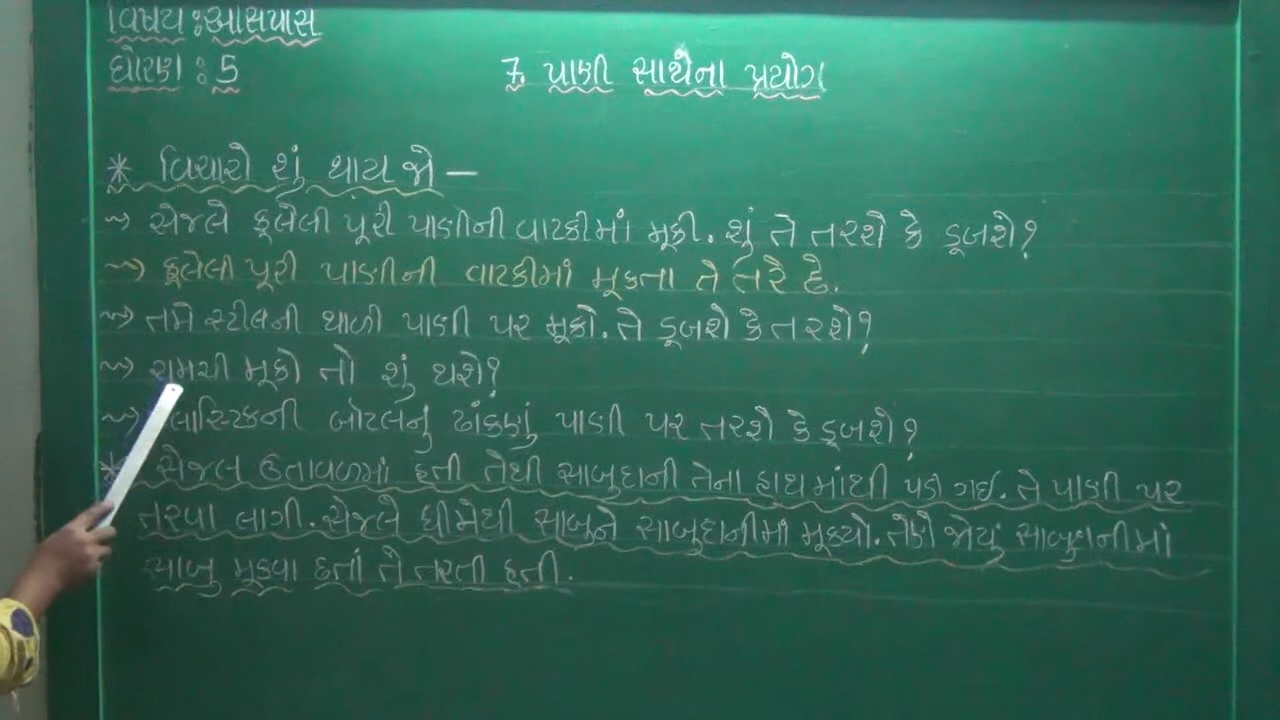 વિષય : આસપાસ
ધોરણ : 5
7. પાણી સાથેના પ્રયોગ
* વિચારો શું થાય જો –
~> સેજલે ફૂલેલી પૂરી પાણીની વાટકીમાં મૂકી. શું તે તરશે કે ડૂબશે?
~> ફૂલેલી પૂરી પાણીની વાટકીમાં મૂકતા તે તરે છે.
~> તમે સ્ટીલની થાળી પાણી પર મૂકો. તે ડૂબશે કે તરશે?
~> ચમચી મૂકો તો શું થશે?
~> પ્લાસ્ટિકની બોટલનું ઢાંકણું પાણી પર તરશે કે ડૂબશે?
* સેજલ ઉતાવળમાં હતી તેથી સાબુદાની તેના હાથમાંથી પડી ગઈ. તે પાણી પર
તરવા લાગી. સેજલે ધીમેથી સાબુને સાબુદાનીમાં મૂક્યો. તેણે જોયું સાબુદાનીમાં
સાબુ મૂકવા છતાં તે તરતી હતી.